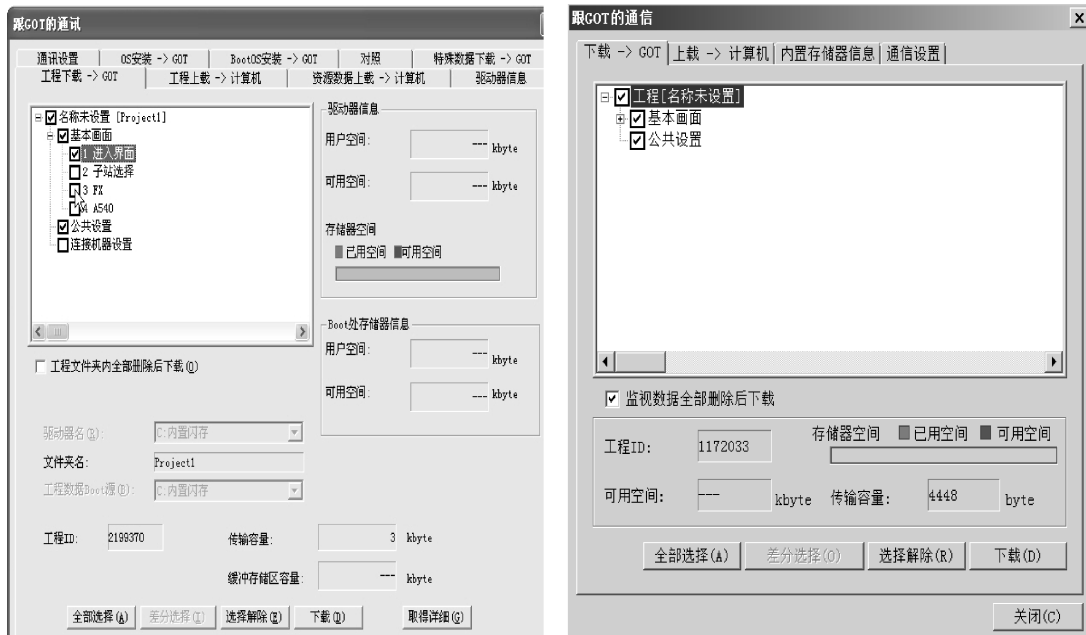 跟GOT的通讯
通讯设置 OS安装 -> GOT BootOS安装 -> GOT 对照 特殊数据下载 -> GOT
工程下载 -> GOT 工程上载 -> 计算机 资源数据上载 -> 计算机 驱动器信息
名称未设置 [Project1]
基本画面
1 进入界面
2 子站选择
3 FX
4 A540
公共设置
连接机器设置
工程文件夹内全部删除后下载(O)
驱动器名(R): C:内置闪存
文件夹名: Project1
工程数据Boot源(B): C:内置闪存
驱动器信息
用户空间: --- kbyte
可用空间: --- kbyte
存储器空间
已用空间 可用空间
Boot处存储器信息
用户空间: --- kbyte
可用空间: --- kbyte
工程ID: 2199370 传输容量: 3 kbyte
缓冲存储区容量: --- kbyte
全部选择(A) 差分选择(I) 选择解除(E) 下载(D) 取得详细(G)
跟GOT的通信
下载 -> GOT 上载 -> 计算机 内置存储器信息 通信设置
工程[名称未设置]
基本画面
公共设置
监视数据全部删除后下载
工程ID: 1172033 存储器空间 已用空间 可用空间
可用空间: --- kbyte 传输容量: 4448 byte
全部选择(A) 差分选择(O) 选择解除(R) 下载(D)
关闭(C)